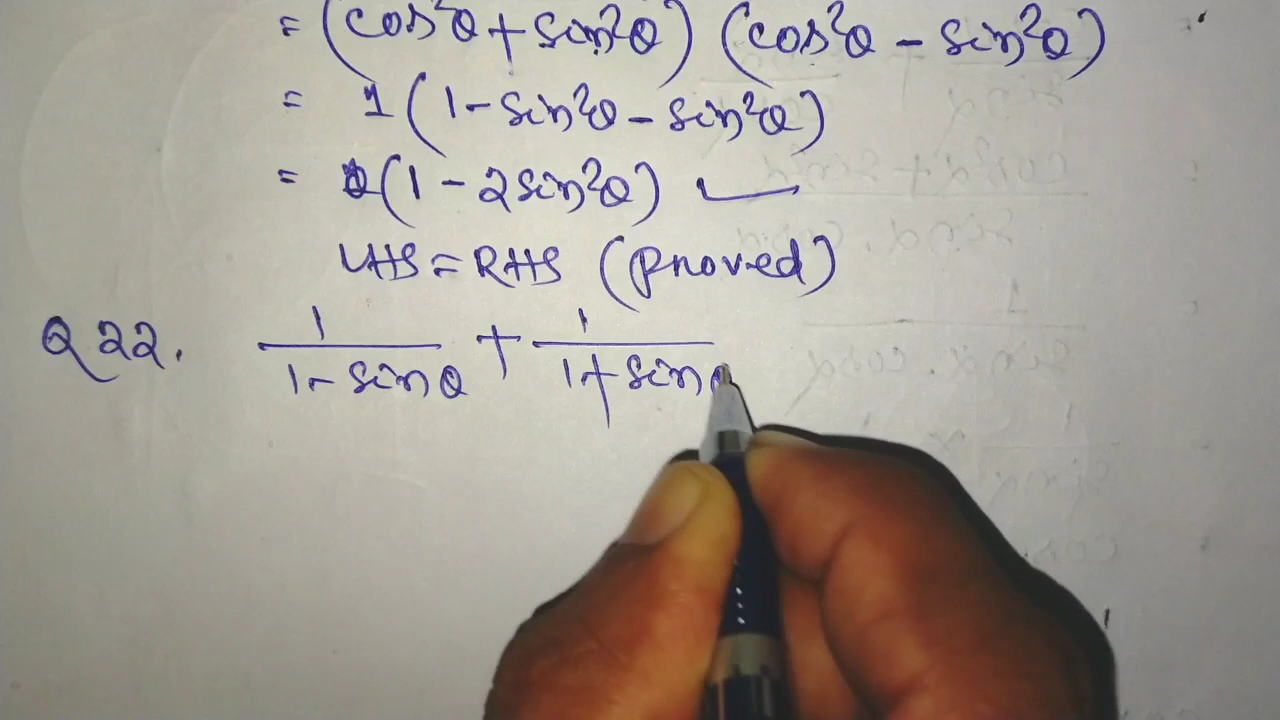 = (cos²θ + sin²θ) (cos²θ - sin²θ)
= 1 (1 - sin²θ - sin²θ)
= (1 - 2sin²θ)
LHS = RHS (proved)
Q 22. 1/(1 - sinθ) + 1/(1 + sinθ